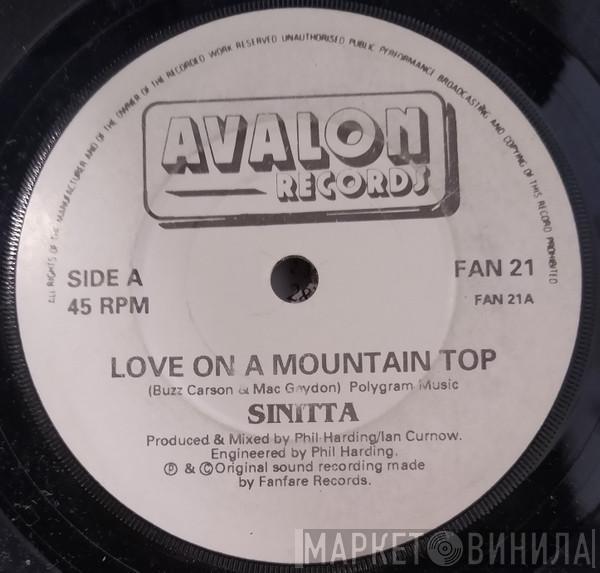 ALL RIGHTS OF THE MANUFACTURER AND OF THE OWNER OF THE RECORDED WORK RESERVED UNAUTHORISED PUBLIC PERFORMANCE BROADCASTING AND COPYING OF THIS RECORD PROHIBITED
AVALON
RECORDS
SIDE A
45 RPM
FAN 21
FAN 21A
LOVE ON A MOUNTAIN TOP
(Buzz Carson & Mac Gaydon) Polygram Music
SINITTA
Produced & Mixed by Phil Harding/Ian Curnow.
Engineered by Phil Harding.
℗ & ©Original sound recording made
by Fanfare Records.
МАРКЕТ ВИНИЛА